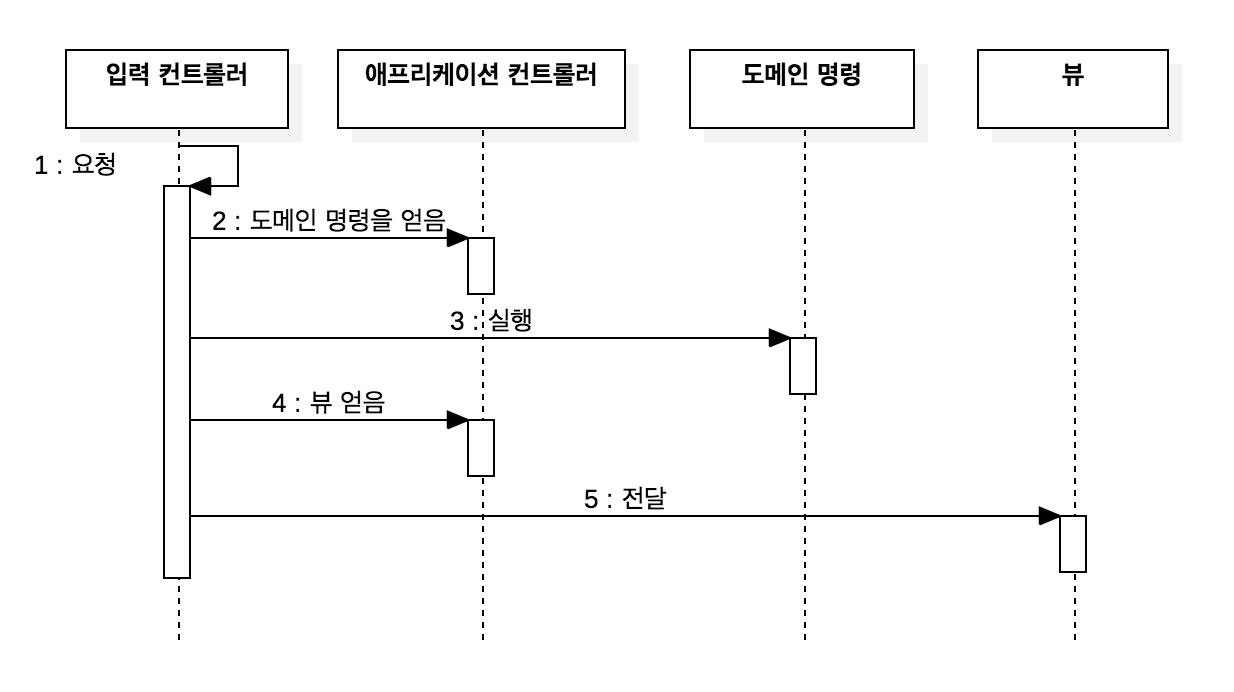 입력 컨트롤러
애프리케이션 컨트롤러
도메인 명령
뷰
1 : 요청
2 : 도메인 명령을 얻음
3 : 실행
4 : 뷰 얻음
5 : 전달